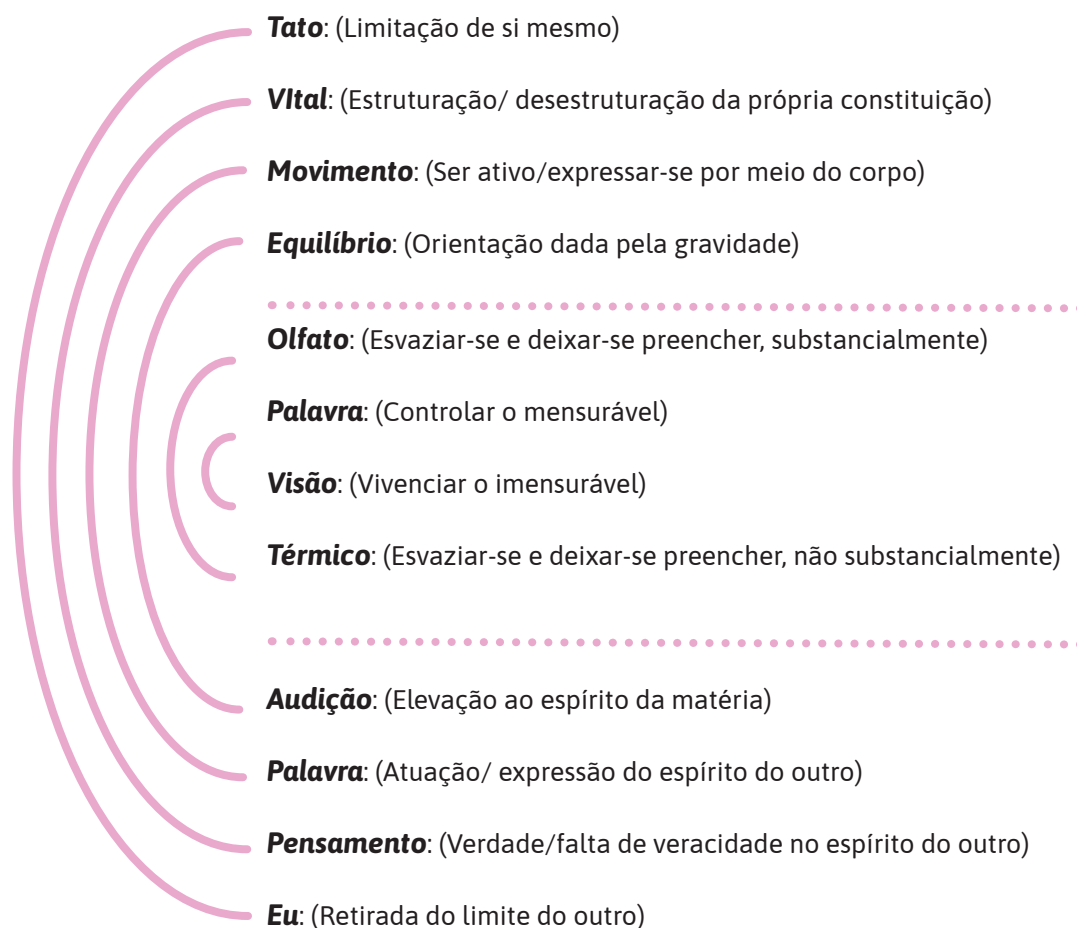 Tato: (Limitação de si mesmo)
VItal: (Estruturação/ desestruturação da própria constituição)
Movimento: (Ser ativo/expressar-se por meio do corpo)
Equilíbrio: (Orientação dada pela gravidade)
Olfato: (Esvaziar-se e deixar-se preencher, substancialmente)
Palavra: (Controlar o mensurável)
Visão: (Vivenciar o imensurável)
Térmico: (Esvaziar-se e deixar-se preencher, não substancialmente)
Audição: (Elevação ao espírito da matéria)
Palavra: (Atuação/ expressão do espírito do outro)
Pensamento: (Verdade/falta de veracidade no espírito do outro)
Eu: (Retirada do limite do outro)